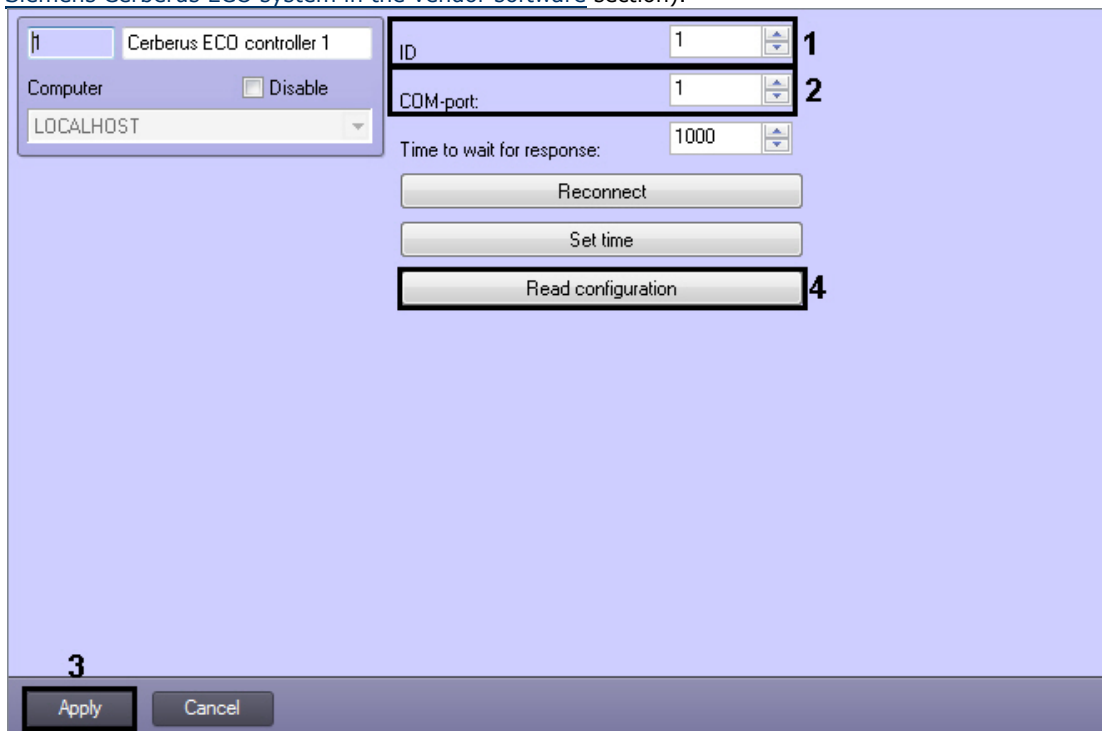 Siemens Cerberus ECO system in the vendor software section).
1 Cerberus ECO controller 1
Computer Disable
LOCALHOST
ID 1 1
COM-port: 1 2
Time to wait for response: 1000
Reconnect
Set time
Read configuration 4
3
Apply Cancel